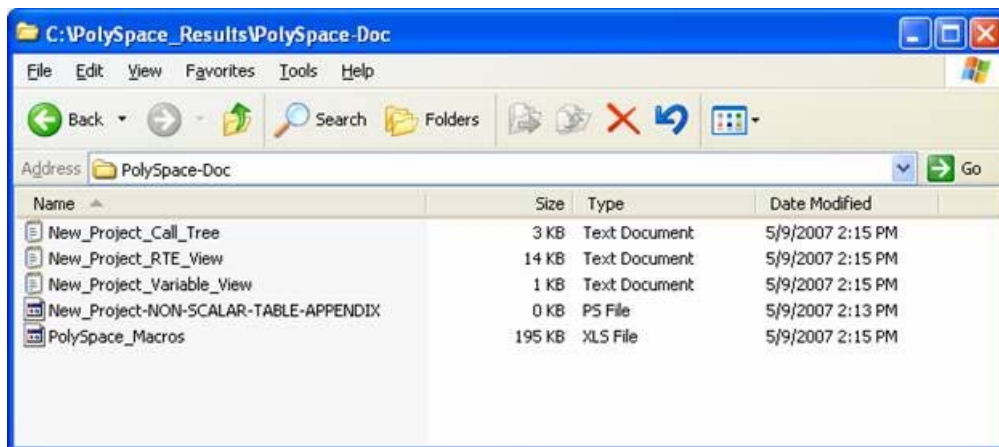 C:\PolySpace_Results\PolySpace-Doc
File Edit View Favorites Tools Help
Back Search Folders
Address PolySpace-Doc Go
Name Size Type Date Modified
New_Project_Call_Tree 3 KB Text Document 5/9/2007 2:15 PM
New_Project_RTE_View 14 KB Text Document 5/9/2007 2:15 PM
New_Project_Variable_View 1 KB Text Document 5/9/2007 2:15 PM
New_Project-NON-SCALAR-TABLE-APPENDIX 0 KB PS File 5/9/2007 2:13 PM
PolySpace_Macros 195 KB XLS File 5/9/2007 2:15 PM